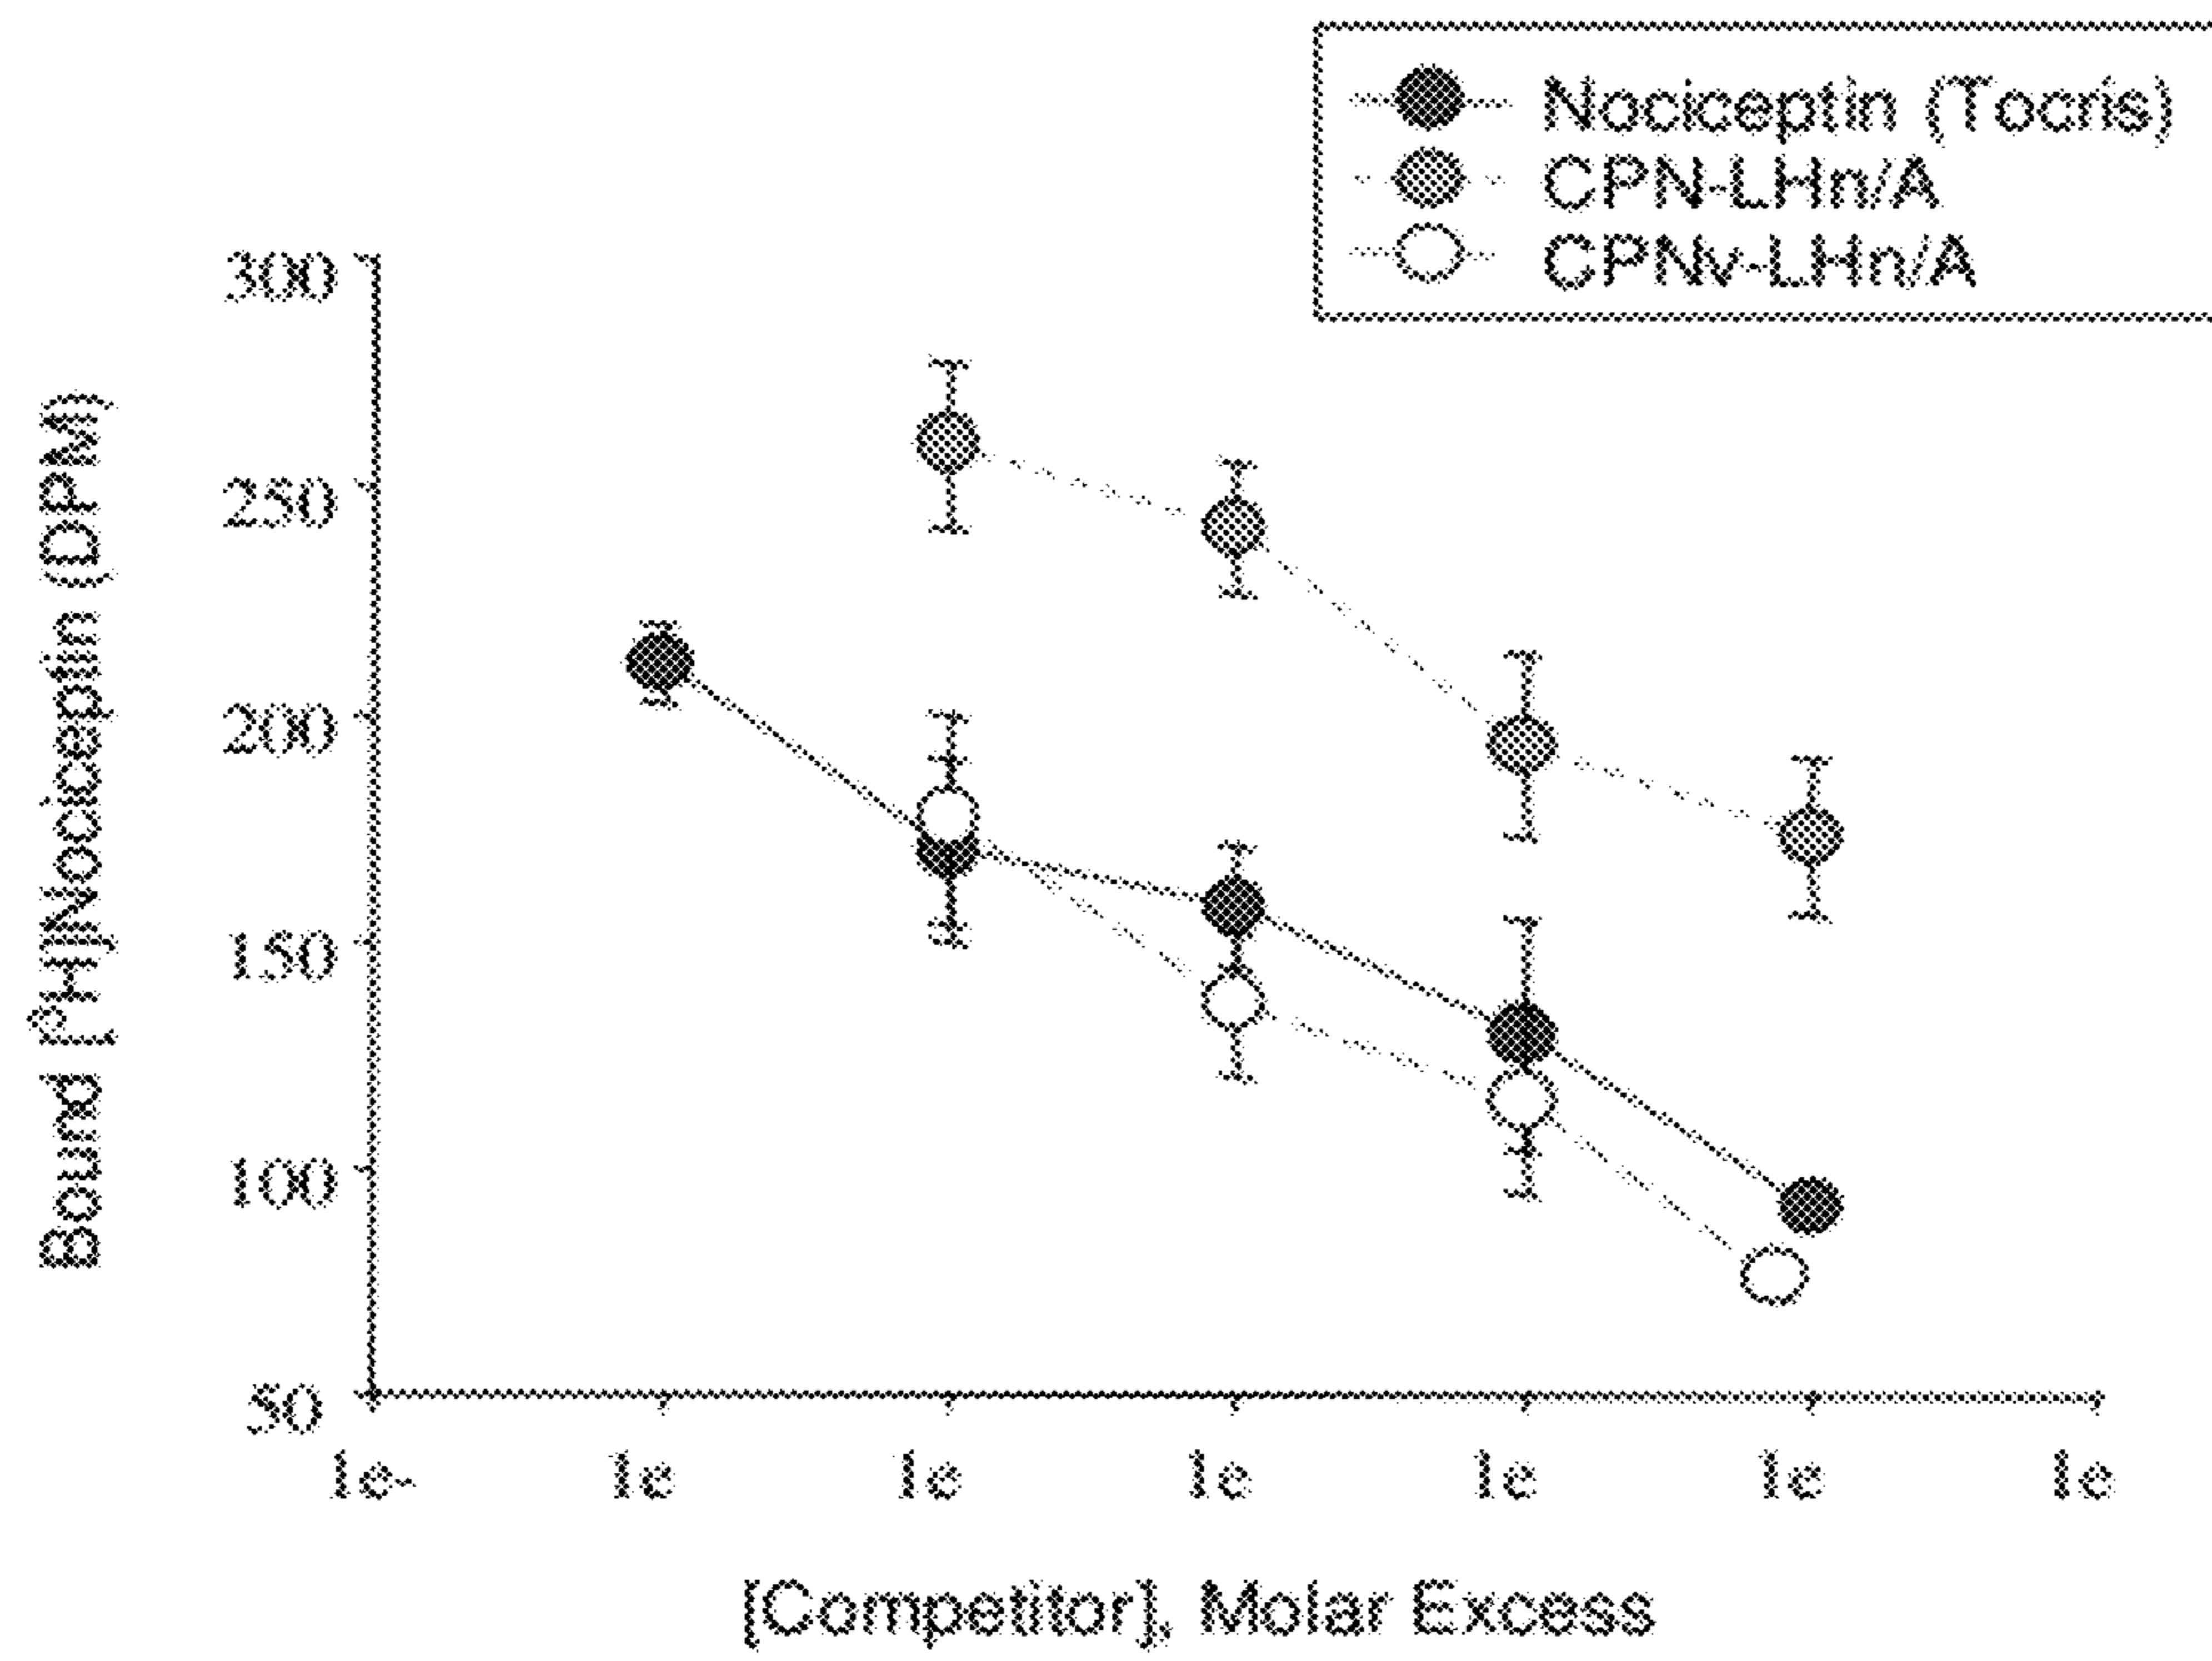 Nociceptin (Tocris)
CPN-LHn/A
CPNv-LHn/A
300
250
200
150
100
50
Bound [³H]Nociceptin (DPM)
1e- 1e 1e 1e 1e 1e 1e
[Competitor], Molar Excess